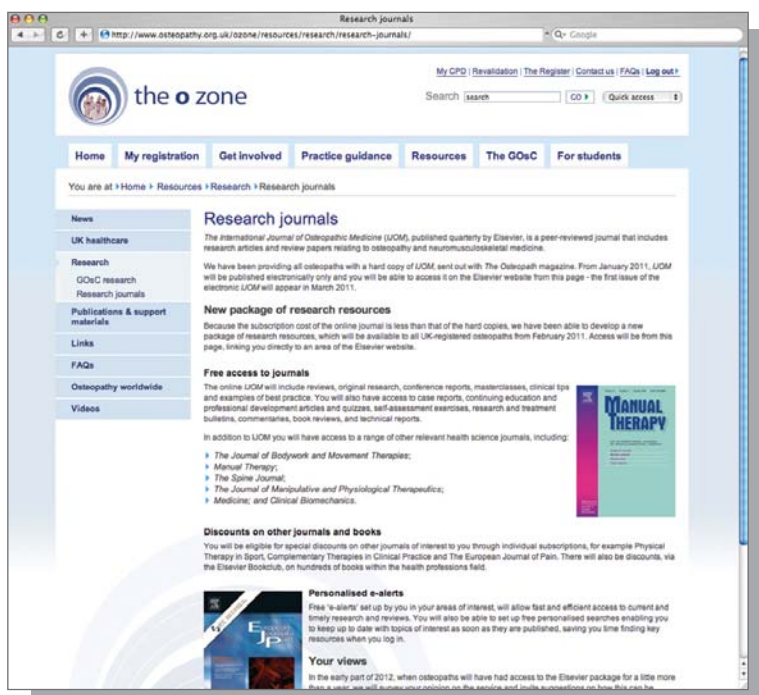 Research journals
http://www.osteopathy.org.uk/ozone/resources/research/research-journals/
Google
My CPD | Revalidation | The Register | Contact us | FAQs | Log out
the o zone
Search search GO Quick access
Home My registration Get involved Practice guidance Resources The GOsC For students
You are at Home Resources Research Research journals
News
UK healthcare
Research
GOsC research
Research journals
Publications & support
materials
Links
FAQs
Osteopathy worldwide
Videos
Research journals
The International Journal of Osteopathic Medicine (IJOM), published quarterly by Elsevier, is a peer-reviewed journal that includes
research articles and review papers relating to osteopathy and neuromusculoskeletal medicine.
We have been providing all osteopaths with a hard copy of IJOM, sent out with The Osteopath magazine. From January 2011, IJOM
will be published electronically only and you will be able to access it on the Elsevier website from this page - the first issue of the
electronic IJOM will appear in March 2011.
New package of research resources
Because the subscription cost of the online journal is less than that of the hard copies, we have been able to develop a new
package of research resources, which will be available to all UK-registered osteopaths from February 2011. Access will be from this
page, linking you directly to an area of the Elsevier website.
Free access to journals
The online IJOM will include reviews, original research, conference reports, masterclasses, clinical tips
and examples of best practice. You will also have access to case reports, continuing education and
professional development articles and quizzes, self-assessment exercises, research and treatment
bulletins, commentaries, book reviews, and technical reports.
In addition to IJOM you will have access to a range of other relevant health science journals, including:
The Journal of Bodywork and Movement Therapies;
Manual Therapy;
The Spine Journal;
The Journal of Manipulative and Physiological Therapeutics;
Medicine; and Clinical Biomechanics.
MANUAL
THERAPY
Discounts on other journals and books
You will be eligible for special discounts on other journals of interest to you through individual subscriptions, for example Physical
Therapy in Sport, Complementary Therapies in Clinical Practice and The European Journal of Pain. There will also be discounts, via
the Elsevier Bookclub, on hundreds of books within the health professions field.
European
Journal of
Pain
Personalised e-alerts
Free 'e-alerts' set up by you in your areas of interest, will allow fast and efficient access to current and
timely research and reviews. You will also be able to set up free personalised searches enabling you
to keep up to date with topics of interest as soon as they are published, saving you time finding key
resources when you log in.
Your views
In the early part of 2012, when osteopaths will have had access to the Elsevier package for a little more
than a year, we will survey your opinion on the service and invite suggestions on how this can be